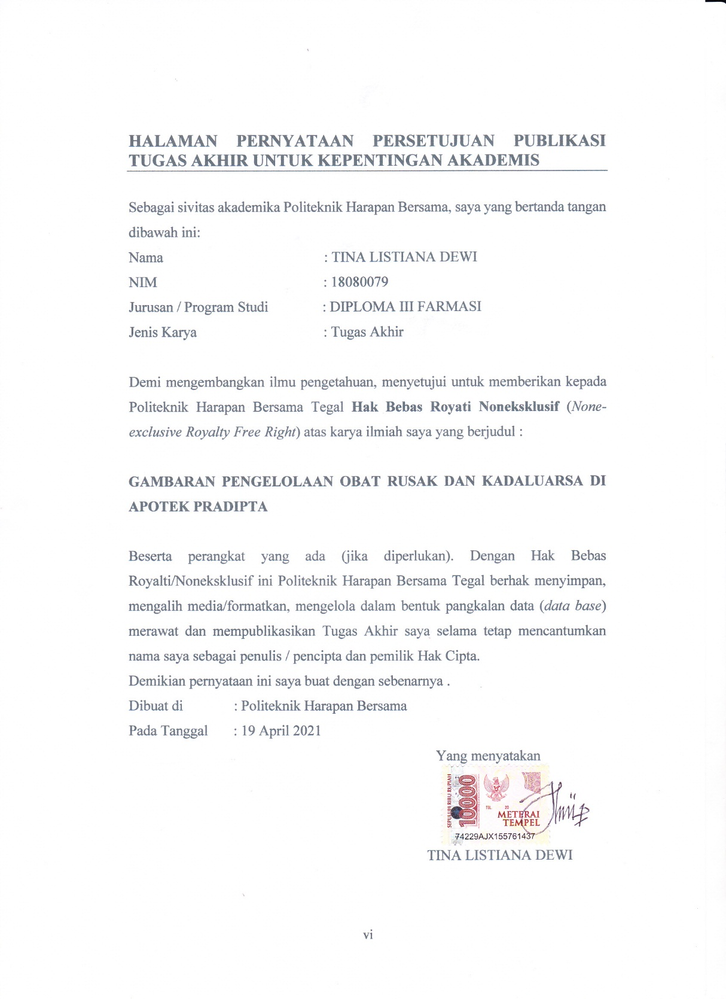 HALAMAN PERNYATAAN PERSETUJUAN PUBLIKASI
TUGAS AKHIR UNTUK KEPENTINGAN AKADEMIS
Sebagai sivitas akademika Politeknik Harapan Bersama, saya yang bertanda tangan
dibawah ini:
Nama : TINA LISTIANA DEWI
NIM : 18080079
Jurusan / Program Studi : DIPLOMA III FARMASI
Jenis Karya : Tugas Akhir
Demi mengembangkan ilmu pengetahuan, menyetujui untuk memberikan kepada
Politeknik Harapan Bersama Tegal Hak Bebas Royati Noneksklusif (None-
exclusive Royalty Free Right) atas karya ilmiah saya yang berjudul :
GAMBARAN PENGELOLAAN OBAT RUSAK DAN KADALUARSA DI
APOTEK PRADIPTA
Beserta perangkat yang ada (jika diperlukan). Dengan Hak Bebas
Royalti/Noneksklusif ini Politeknik Harapan Bersama Tegal berhak menyimpan,
mengalih media/formatkan, mengelola dalam bentuk pangkalan data (data base)
merawat dan mempublikasikan Tugas Akhir saya selama tetap mencantumkan
nama saya sebagai penulis / pencipta dan pemilik Hak Cipta.
Demikian pernyataan ini saya buat dengan sebenarnya .
Dibuat di : Politeknik Harapan Bersama
Pada Tanggal : 19 April 2021
Yang menyatakan
SEPULUH RIBU RUPIAH
10000
TGL. 20
METERAI
TEMPEL
74229AJX155761437
TINA LISTIANA DEWI
vi